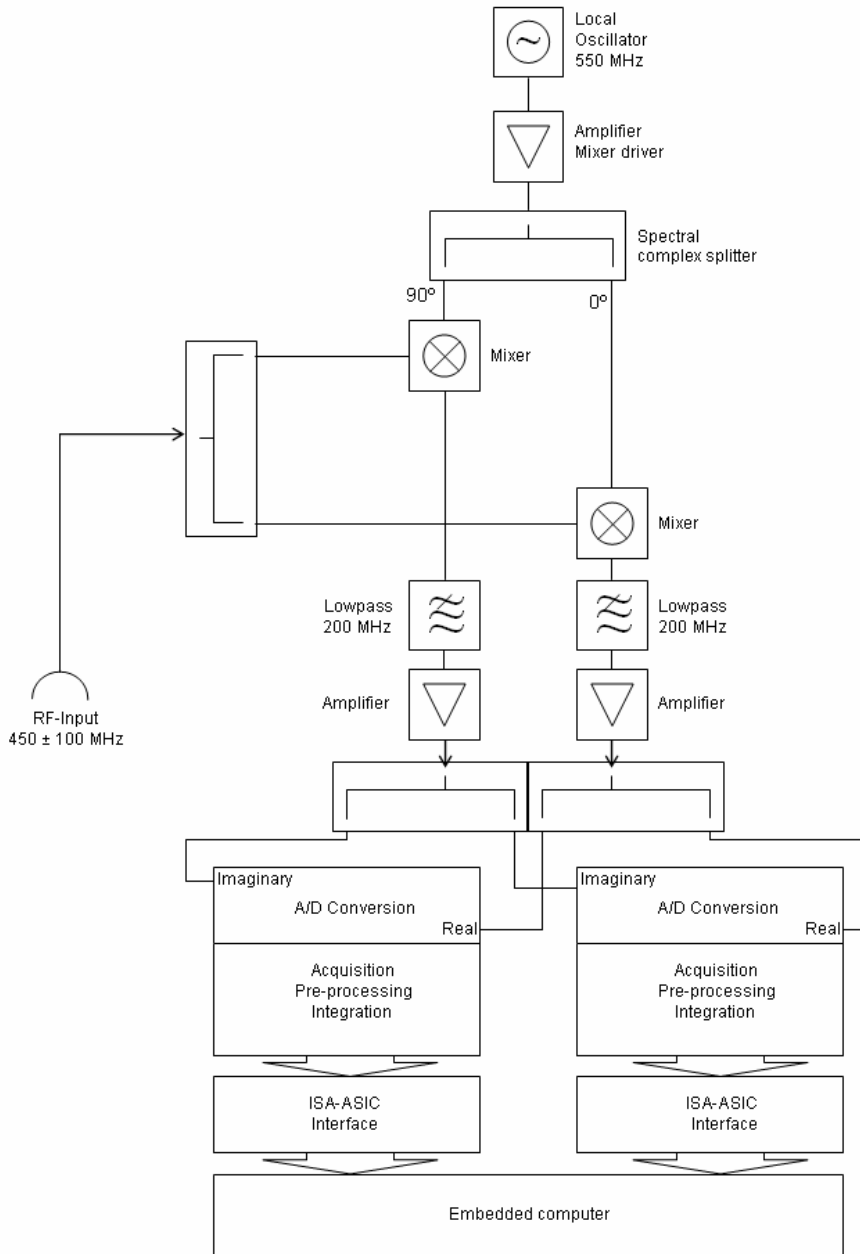 Local
Oscillator
550 MHz
Amplifier
Mixer driver
Spectral
complex splitter
90º
0º
Mixer
Mixer
Lowpass
200 MHz
Lowpass
200 MHz
Amplifier
Amplifier
RF-Input
450 ± 100 MHz
Imaginary
A/D Conversion
Real
Imaginary
A/D Conversion
Real
Acquisition
Pre-processing
Integration
Acquisition
Pre-processing
Integration
ISA-ASIC
Interface
ISA-ASIC
Interface
Embedded computer